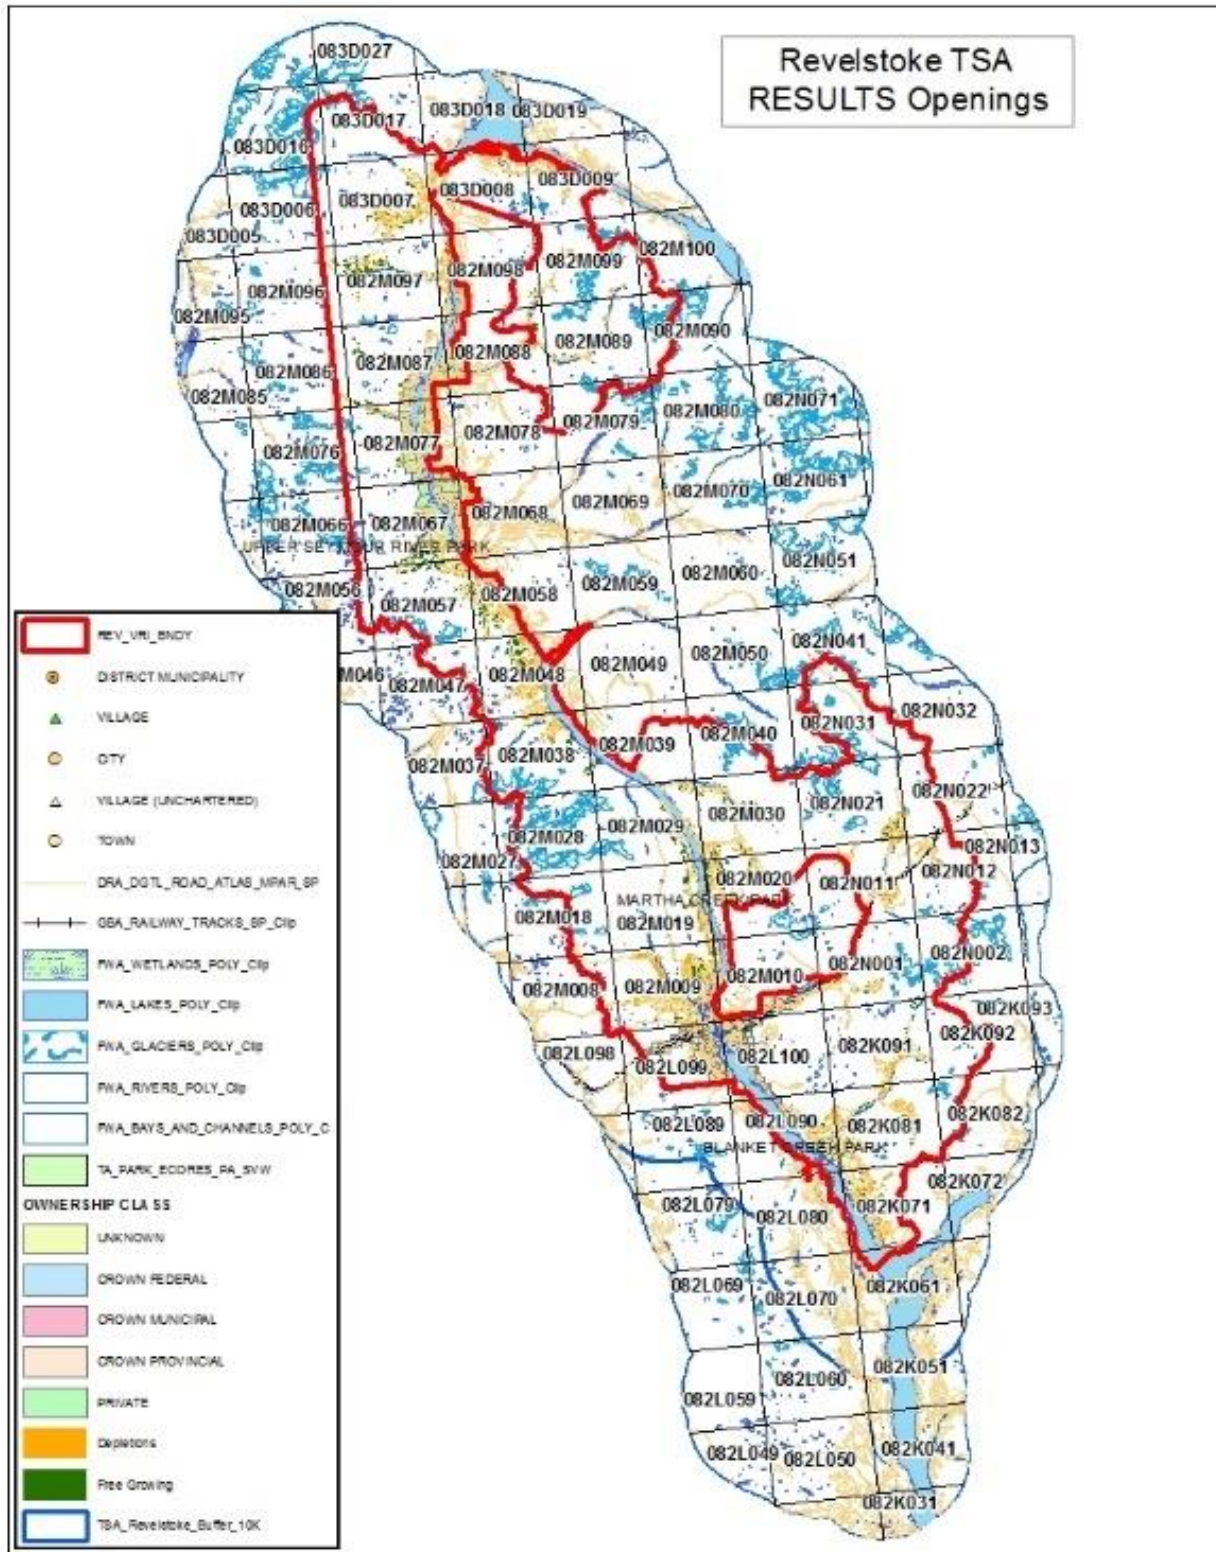 Revelstoke TSA
RESULTS Openings
083D027
083D018 083D019
083D017
083D016
083D009
083D008
083D007
083D006
083D005
082M100
082M099
082M098
082M097
082M096
082M095
082M090
082M089
082M088
082M087
082M086
082M085
082N071
082M080
082M079
082M078
082M077
082M076
082N061
082M070
082M069
082M068
082M067
082M066
UPPER SEYMOUR RIVER PARK
082N051
082M060
082M059
082M058
082M057
082M056
082N041
082M050
082M049
082M048
082M047
M046
082N032
082N031
082M040
082M039
082M038
082M037
082N022
082N021
082M030
082M029
082M028
082M027
082N013
082N012
082N011
082M020
MARTHA CREEK PARK
082M019
082M018
082N002
082N001
082M010
082M009
082M008
082K093
082K092
082K091
082L100
082L099
082L098
082K082
082K081
082L090
082L089
BLANKET CREEK PARK
082K072
082K071
082L080
082L079
082K061
082L070
082L069
082K051
082L060
082L059
082K041
082L050
082L049
082K031
REV_VRI_BNDY
DISTRICT MUNICIPALITY
VILLAGE
CITY
VILLAGE (UNCHARTERED)
TOWN
DRA_DGTL_ROAD_ATLAS_MPAR_SP
GBA_RAILWAY_TRACKS_SP_Clip
FWA_WETLANDS_POLY_Clip
FWA_LAKES_POLY_Clip
FWA_GLACIERS_POLY_Clip
FWA_RIVERS_POLY_Clip
FWA_BAYS_AND_CHANNELS_POLY_C
TA_PARK_ECORES_PA_SVW
OWNERSHIP CLASS
UNKNOWN
CROWN FEDERAL
CROWN MUNICIPAL
CROWN PROVINCIAL
PRIVATE
Depletions
Free Growing
TSA_Revelstoke_Buffer_10K